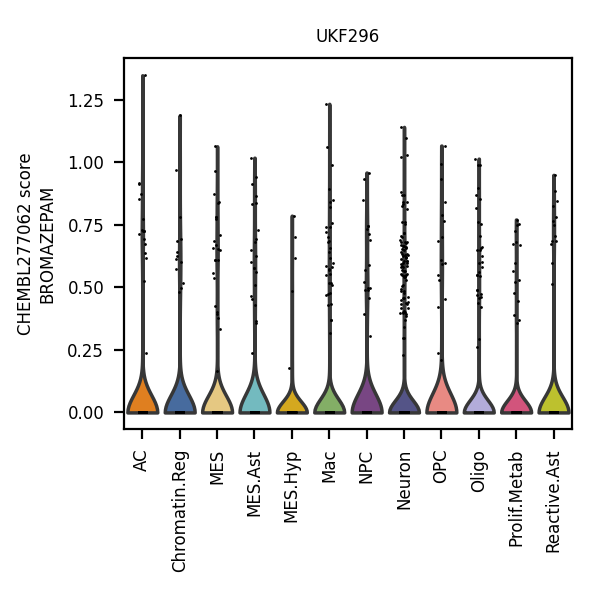 UKF296
CHEMBL277062 score
BROMAZEPAM
1.25
1.00
0.75
0.50
0.25
0.00
AC
Chromatin.Reg
MES
MES.Ast
MES.Hyp
Mac
NPC
Neuron
OPC
Oligo
Prolif.Metab
Reactive.Ast